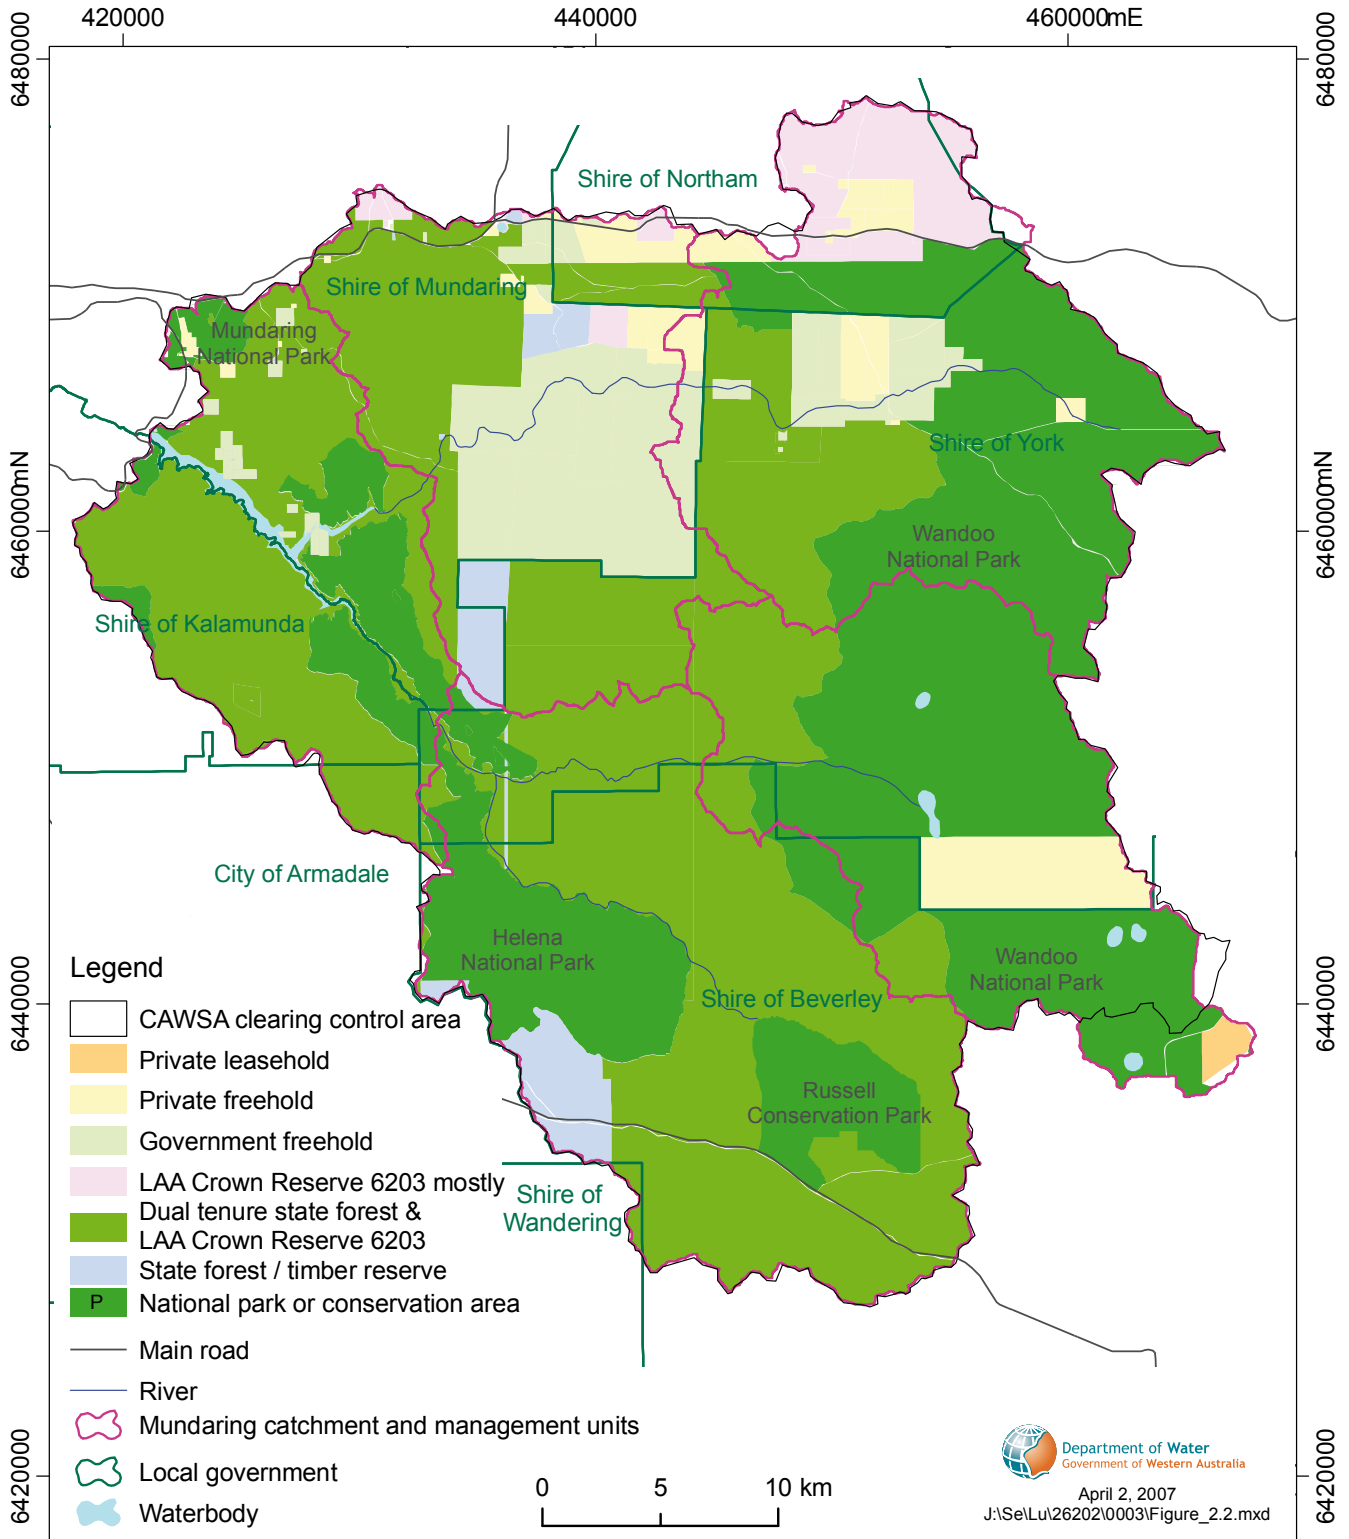 420000
440000
460000mE
6480000
6480000
Shire of Northam
Shire of Mundaring
Mundaring
National Park
Shire of York
6460000mN
6460000mN
Wandoo
National Park
Shire of Kalamunda
City of Armadale
Helena
National Park
Wandoo
National Park
Shire of Beverley
6440000
6440000
Russell
Conservation Park
Shire of
Wandering
Legend
CAWSA clearing control area
Private leasehold
Private freehold
Government freehold
LAA Crown Reserve 6203 mostly
Dual tenure state forest &
LAA Crown Reserve 6203
State forest / timber reserve
P National park or conservation area
Main road
River
Mundaring catchment and management units
Local government
Waterbody
0 5 10 km
6420000
6420000
Department of Water
Government of Western Australia
April 2, 2007
J:\Se\Lu\26202\0003\Figure_2.2.mxd